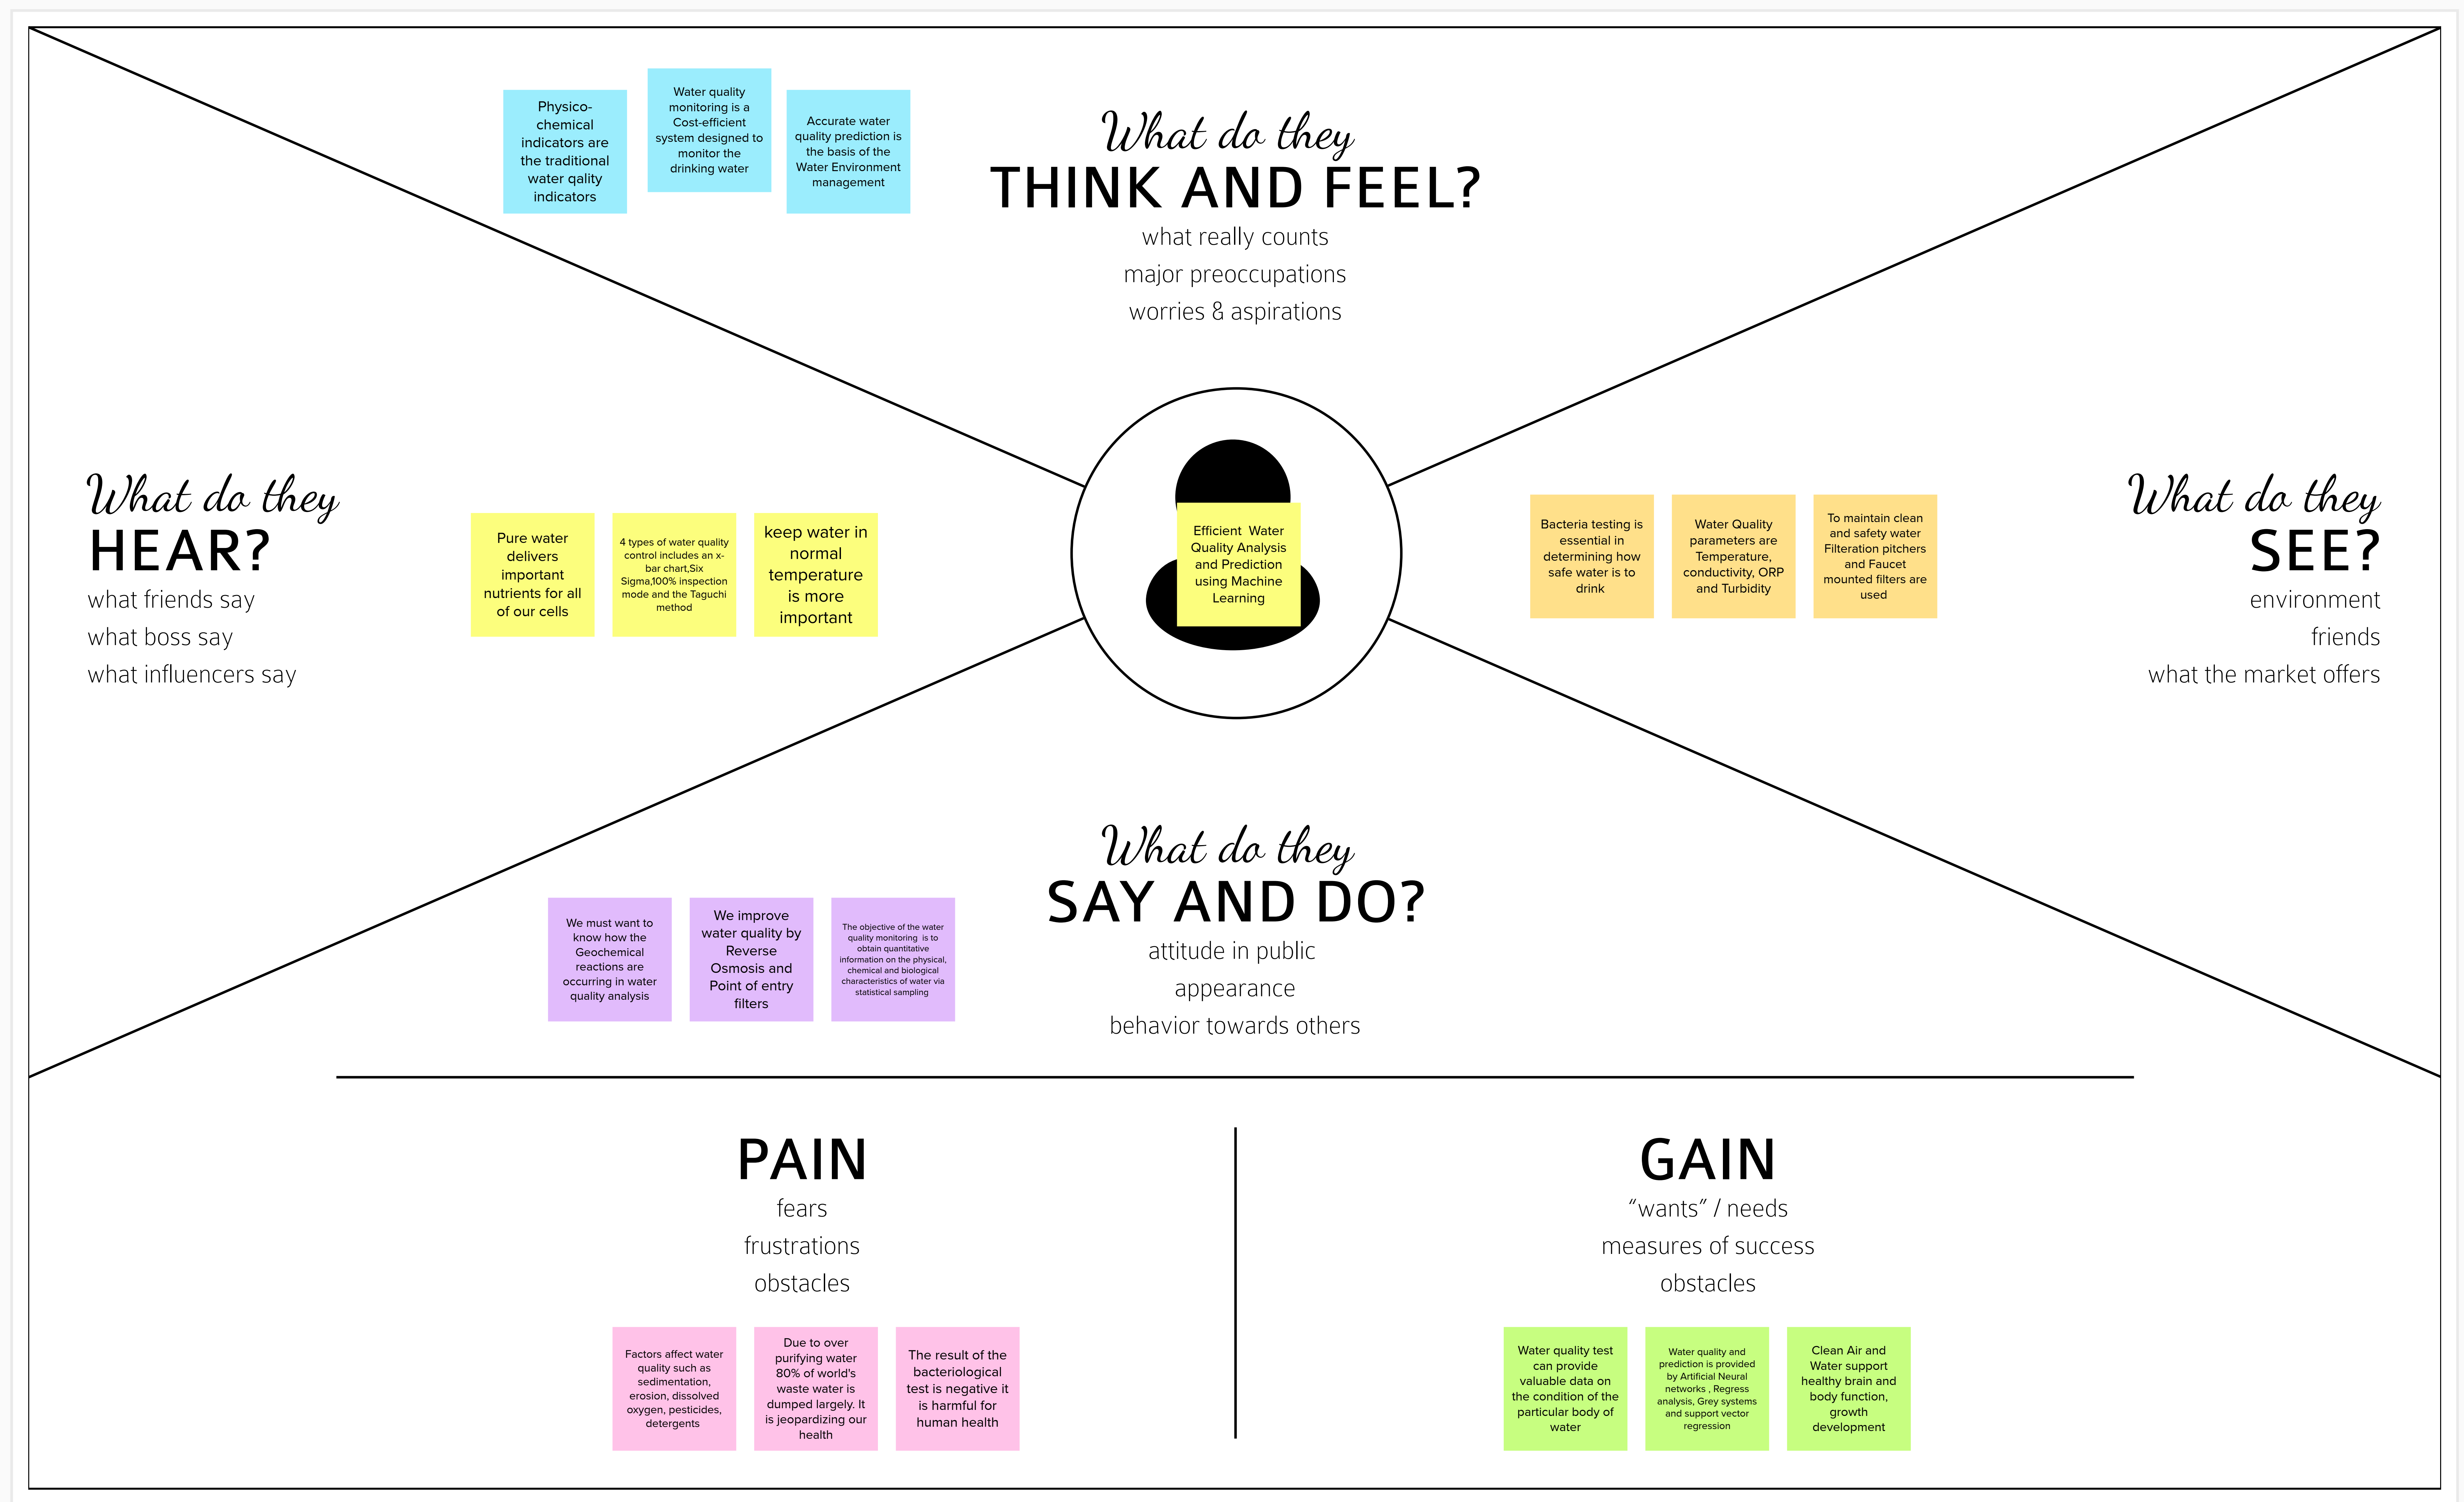 Physico-
chemical
indicators are
the traditional
water qality
indicators
Water quality
monitoring is a
Cost-efficient
system designed to
monitor the
drinking water
Accurate water
quality prediction is
the basis of the
Water Environment
management
What do they
THINK AND FEEL?
what really counts
major preoccupations
worries & aspirations
What do they
HEAR?
what friends say
what boss say
what influencers say
Pure water
delivers
important
nutrients for all
of our cells
4 types of water quality
control includes an x-
bar chart,Six
Sigma,100% inspection
mode and the Taguchi
method
keep water in
normal
temperature
is more
important
Efficient  Water
Quality Analysis
and Prediction
using Machine
Learning
Bacteria testing is
essential in
determining how
safe water is to
drink
Water Quality
parameters are
Temperature,
conductivity, ORP
and Turbidity
To maintain clean
and safety water
Filteration pitchers
and Faucet
mounted filters are
used
What do they
SEE?
environment
friends
what the market offers
We must want to
know how the
Geochemical
reactions are
occurring in water
quality analysis
We improve
water quality by
Reverse
Osmosis and
Point of entry
filters
The objective of the water
quality monitoring  is to
obtain quantitative
information on the physical,
chemical and biological
characteristics of water via
statistical sampling
What do they
SAY AND DO?
attitude in public
appearance
behavior towards others
PAIN
fears
frustrations
obstacles
Factors affect water
quality such as
sedimentation,
erosion, dissolved
oxygen, pesticides,
detergents
Due to over
purifying water
80% of world's
waste water is
dumped largely. It
is jeopardizing our
health
The result of the
bacteriological
test is negative it
is harmful for
human health
GAIN
“wants” / needs
measures of success
obstacles
Water quality test
can provide
valuable data on
the condition of the
particular body of
water
Water quality and
prediction is provided
by Artificial Neural
networks , Regress
analysis, Grey systems
and support vector
regression
Clean Air and
Water support
healthy brain and
body function,
growth
development